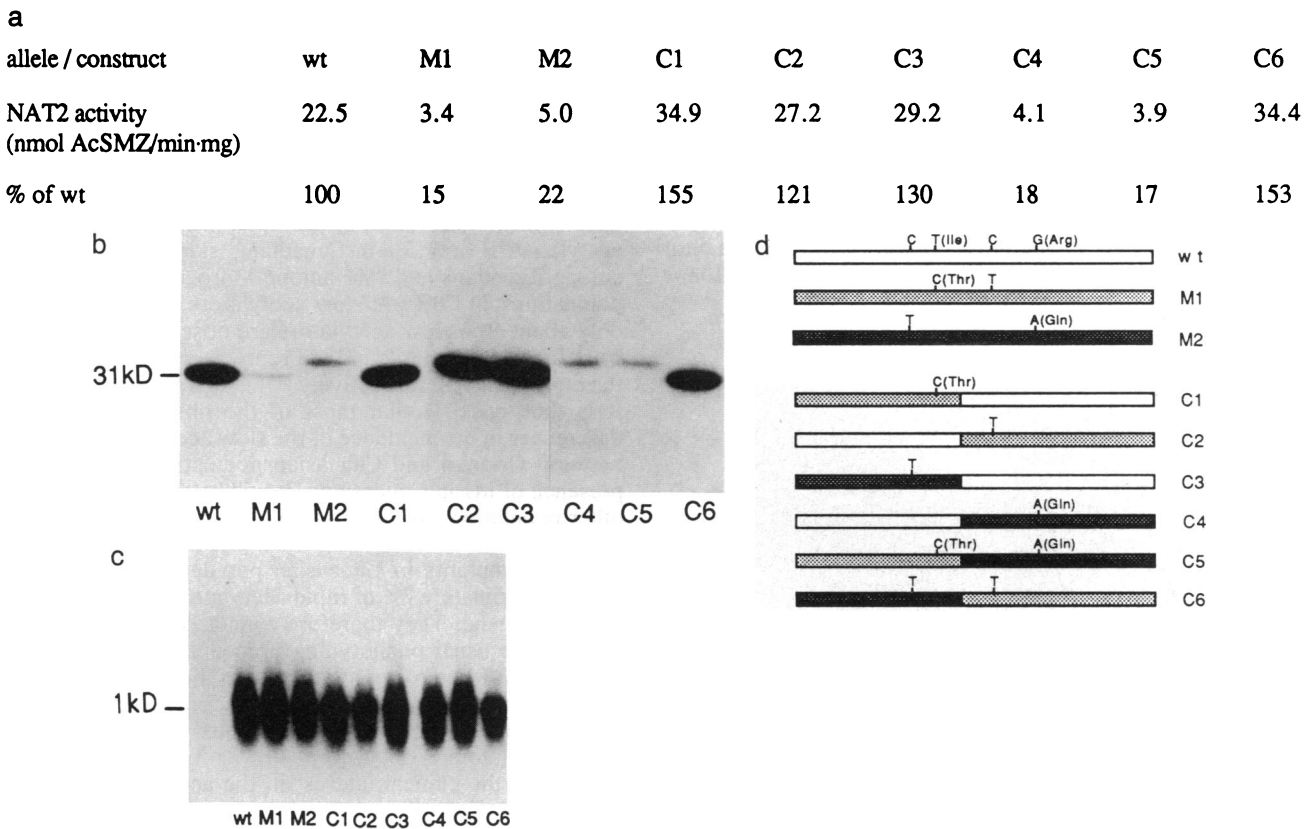 a
allele / construct wt M1 M2 C1 C2 C3 C4 C5 C6
NAT2 activity 22.5 3.4 5.0 34.9 27.2 29.2 4.1 3.9 34.4
(nmol AcSMZ/min·mg)
% of wt 100 15 22 155 121 130 18 17 153
b
31kD
wt M1 M2 C1 C2 C3 C4 C5 C6
c
1kD
wt M1 M2 C1 C2 C3 C4 C5 C6
d
C T(Ile) C G(Arg)
wt
C(Thr) T
M1
T A(Gln)
M2
C(Thr)
C1
T
C2
T
C3
A(Gln)
C4
C(Thr) A(Gln)
C5
T T
C6